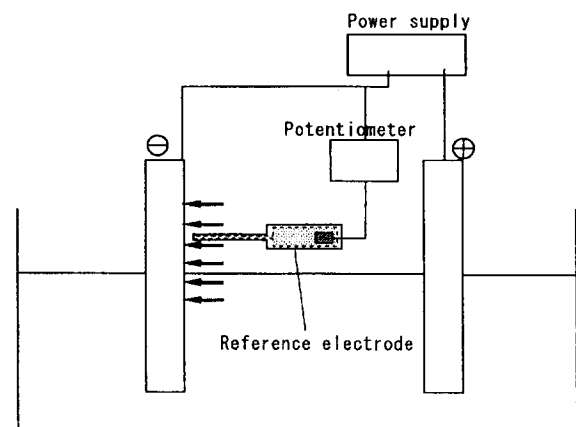 Power supply
Potentiometer
⊖
⊕
Reference electrode